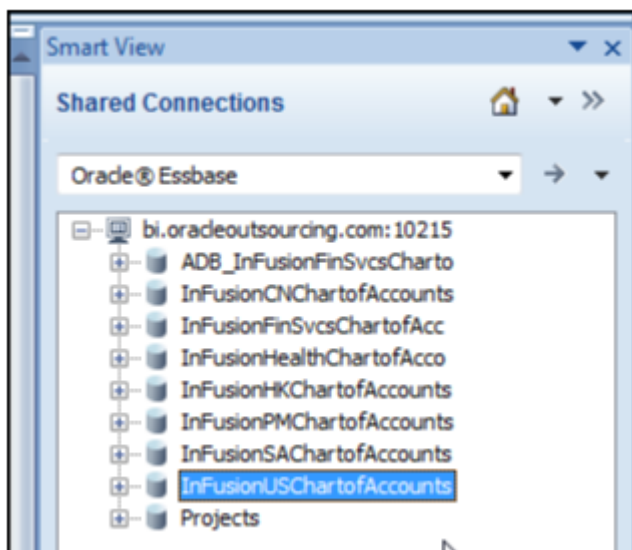 Smart View
Shared Connections
Oracle® Essbase
bi.oracleoutsourcing.com:10215
ADB_InFusionFinSvcsCharto
InFusionCNChartofAccounts
InFusionFinSvcsChartofAcc
InFusionHealthChartofAcco
InFusionHKChartofAccounts
InFusionPMChartofAccounts
InFusionSAChartofAccounts
InFusionUSChartofAccounts
Projects